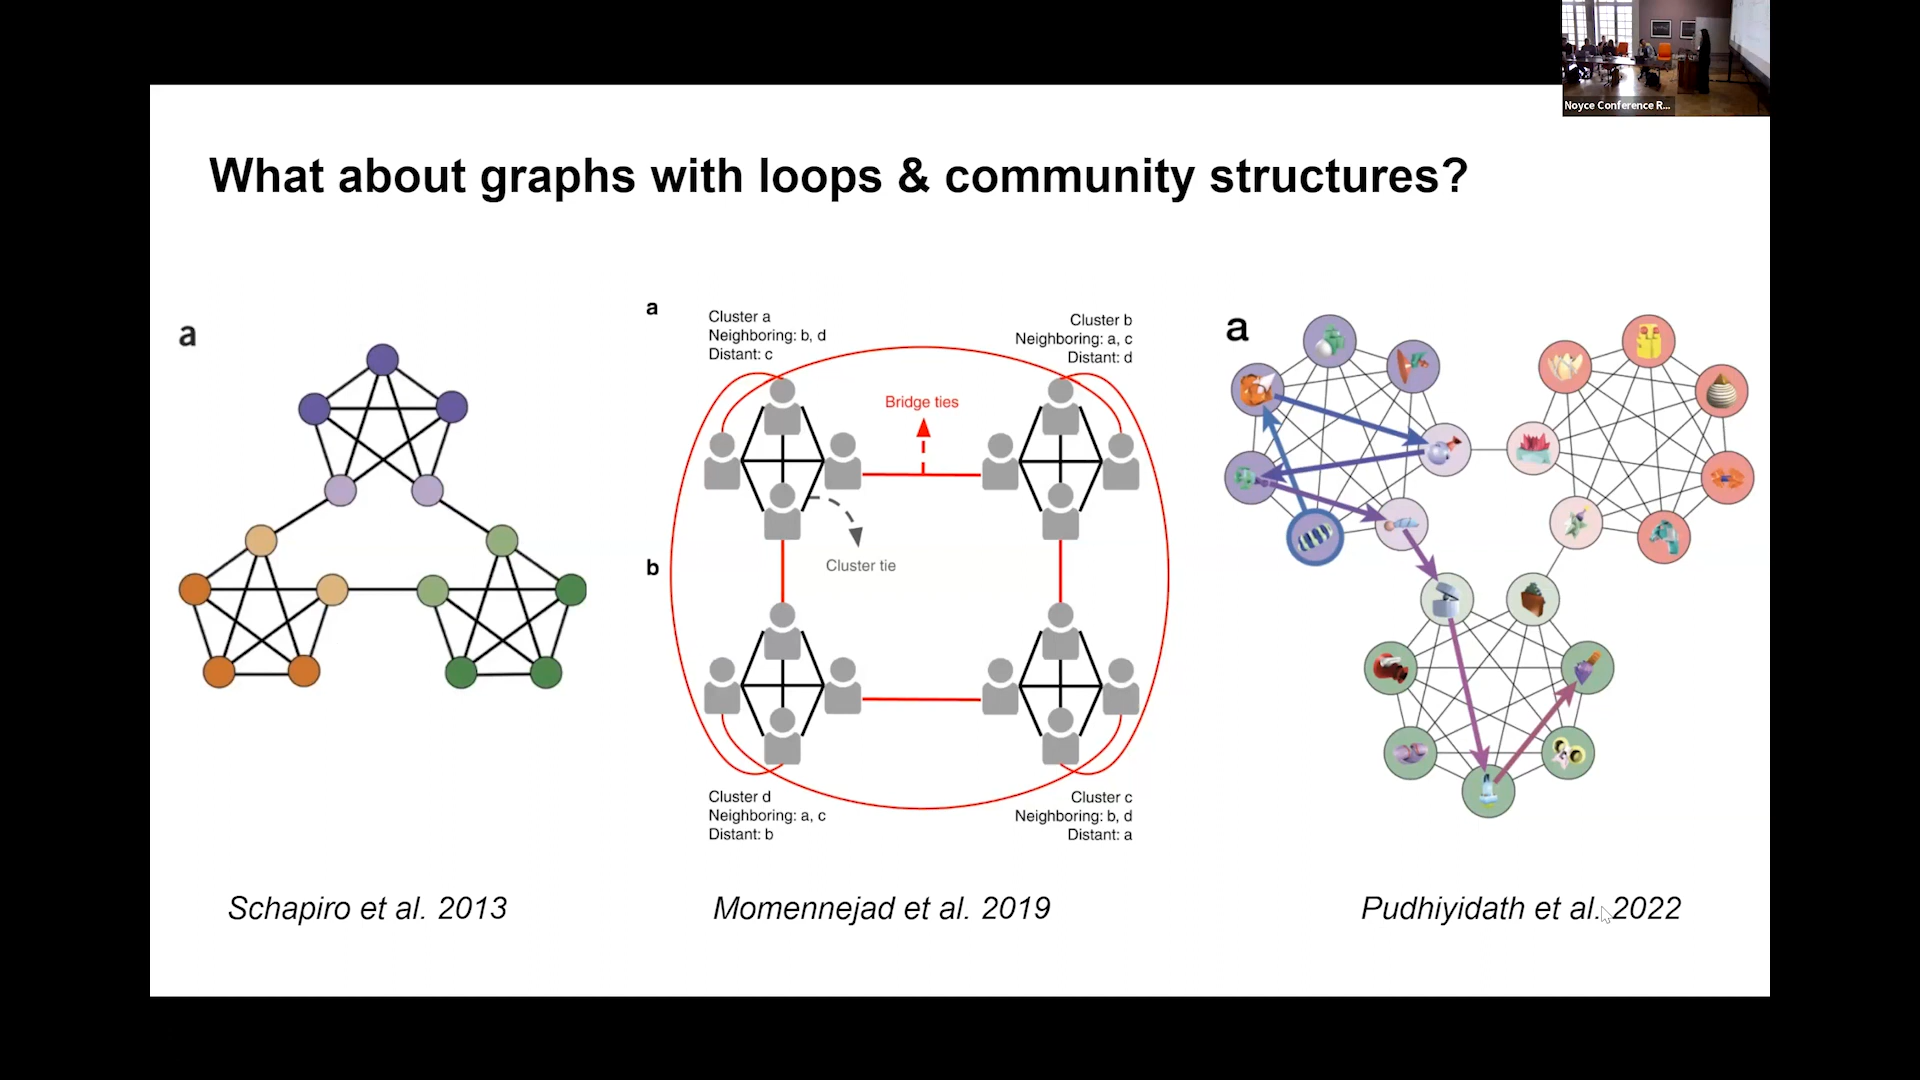 Noyce Conference R...
What about graphs with loops & community structures?
a
a
Cluster a
Neighboring: b, d
Distant: c
Cluster b
Neighboring: a, c
Distant: d
Bridge ties
Cluster tie
b
Cluster d
Neighboring: a, c
Distant: b
Cluster c
Neighboring: b, d
Distant: a
a
Schapiro et al. 2013
Momennejad et al. 2019
Pudhiyidath et al. 2022